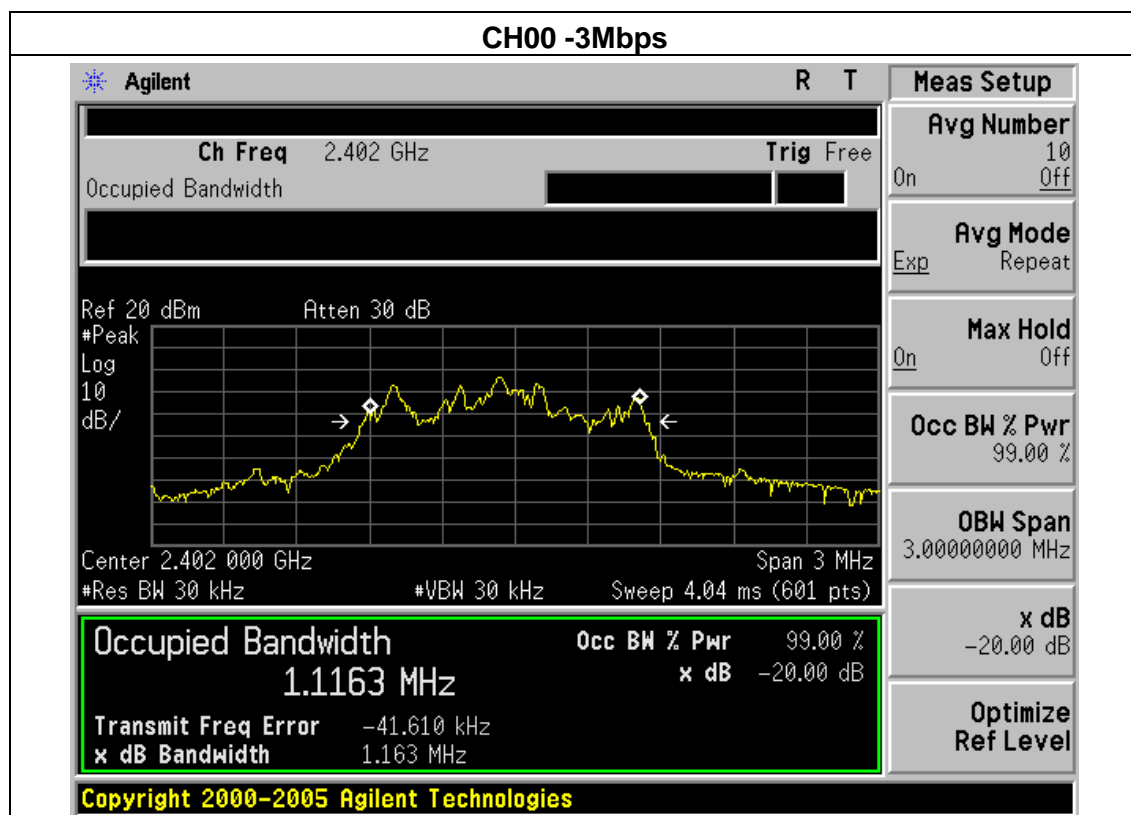 CH00 -3Mbps
Agilent R T
Ch Freq 2.402 GHz Trig Free
Occupied Bandwidth
Ref 20 dBm Atten 30 dB
#Peak
Log
10
dB/
Center 2.402 000 GHz Span 3 MHz
#Res BW 30 kHz #VBW 30 kHz Sweep 4.04 ms (601 pts)
Occupied Bandwidth Occ BW % Pwr 99.00 %
1.1163 MHz x dB -20.00 dB
Transmit Freq Error -41.610 kHz
x dB Bandwidth 1.163 MHz
Copyright 2000-2005 Agilent Technologies
Meas Setup
Avg Number
10
On Off
Avg Mode
Exp Repeat
Max Hold
On Off
Occ BW % Pwr
99.00 %
OBW Span
3.00000000 MHz
x dB
-20.00 dB
Optimize
Ref Level